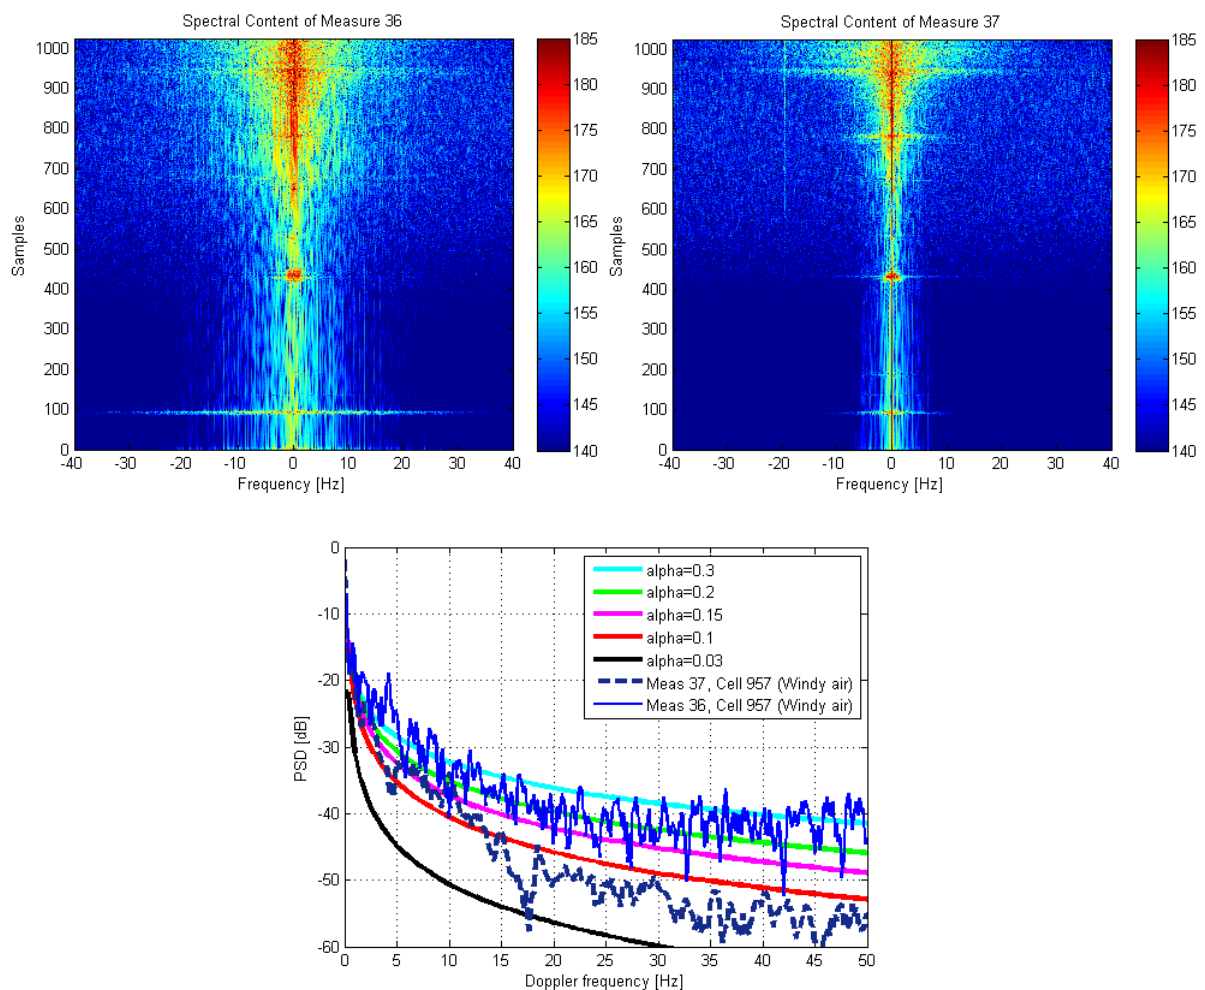 Spectral Content of Measure 36
1000
900
800
700
600
500
400
300
200
100
0
Samples
-40 -30 -20 -10 0 10 20 30 40
Frequency [Hz]
185
180
175
170
165
160
155
150
145
140
Spectral Content of Measure 37
1000
900
800
700
600
500
400
300
200
100
0
Samples
-40 -30 -20 -10 0 10 20 30 40
Frequency [Hz]
185
180
175
170
165
160
155
150
145
140
0
-10
-20
-30
-40
-50
-60
PSD [dB]
alpha=0.3
alpha=0.2
alpha=0.15
alpha=0.1
alpha=0.03
Meas 37, Cell 957 (Windy air)
Meas 36, Cell 957 (Windy air)
0 5 10 15 20 25 30 35 40 45 50
Doppler frequency [Hz]